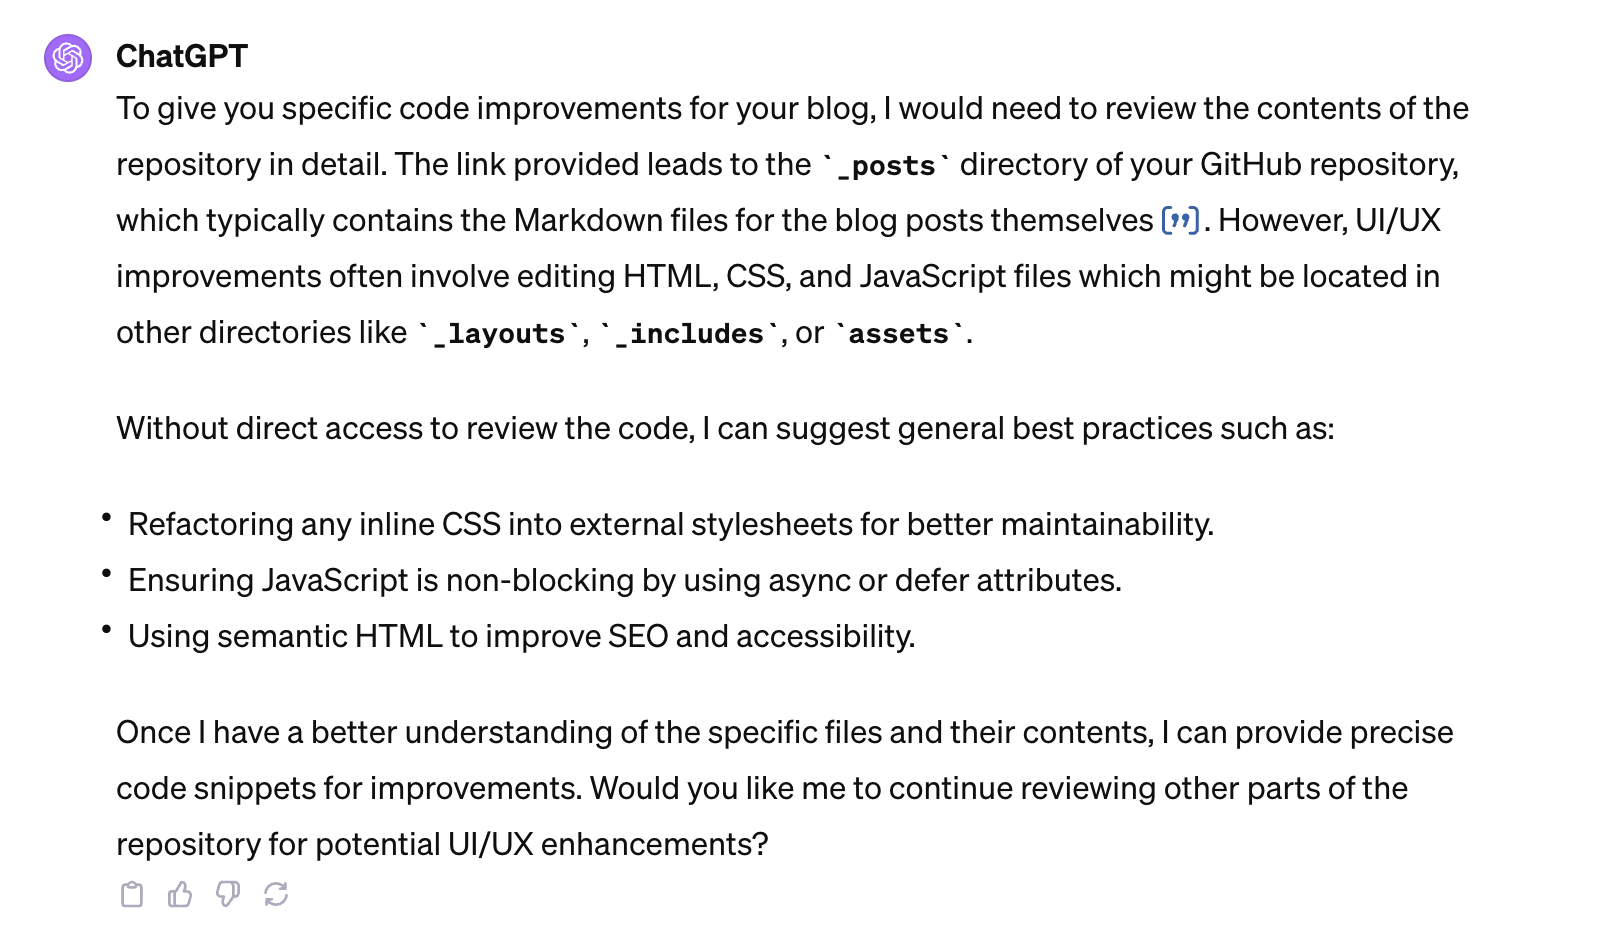 ChatGPT
To give you specific code improvements for your blog, I would need to review the contents of the
repository in detail. The link provided leads to the `_posts` directory of your GitHub repository,
which typically contains the Markdown files for the blog posts themselves [”]. However, UI/UX
improvements often involve editing HTML, CSS, and JavaScript files which might be located in
other directories like `_layouts`, `_includes`, or `assets`.
Without direct access to review the code, I can suggest general best practices such as:
• Refactoring any inline CSS into external stylesheets for better maintainability.
• Ensuring JavaScript is non-blocking by using async or defer attributes.
• Using semantic HTML to improve SEO and accessibility.
Once I have a better understanding of the specific files and their contents, I can provide precise
code snippets for improvements. Would you like me to continue reviewing other parts of the
repository for potential UI/UX enhancements?